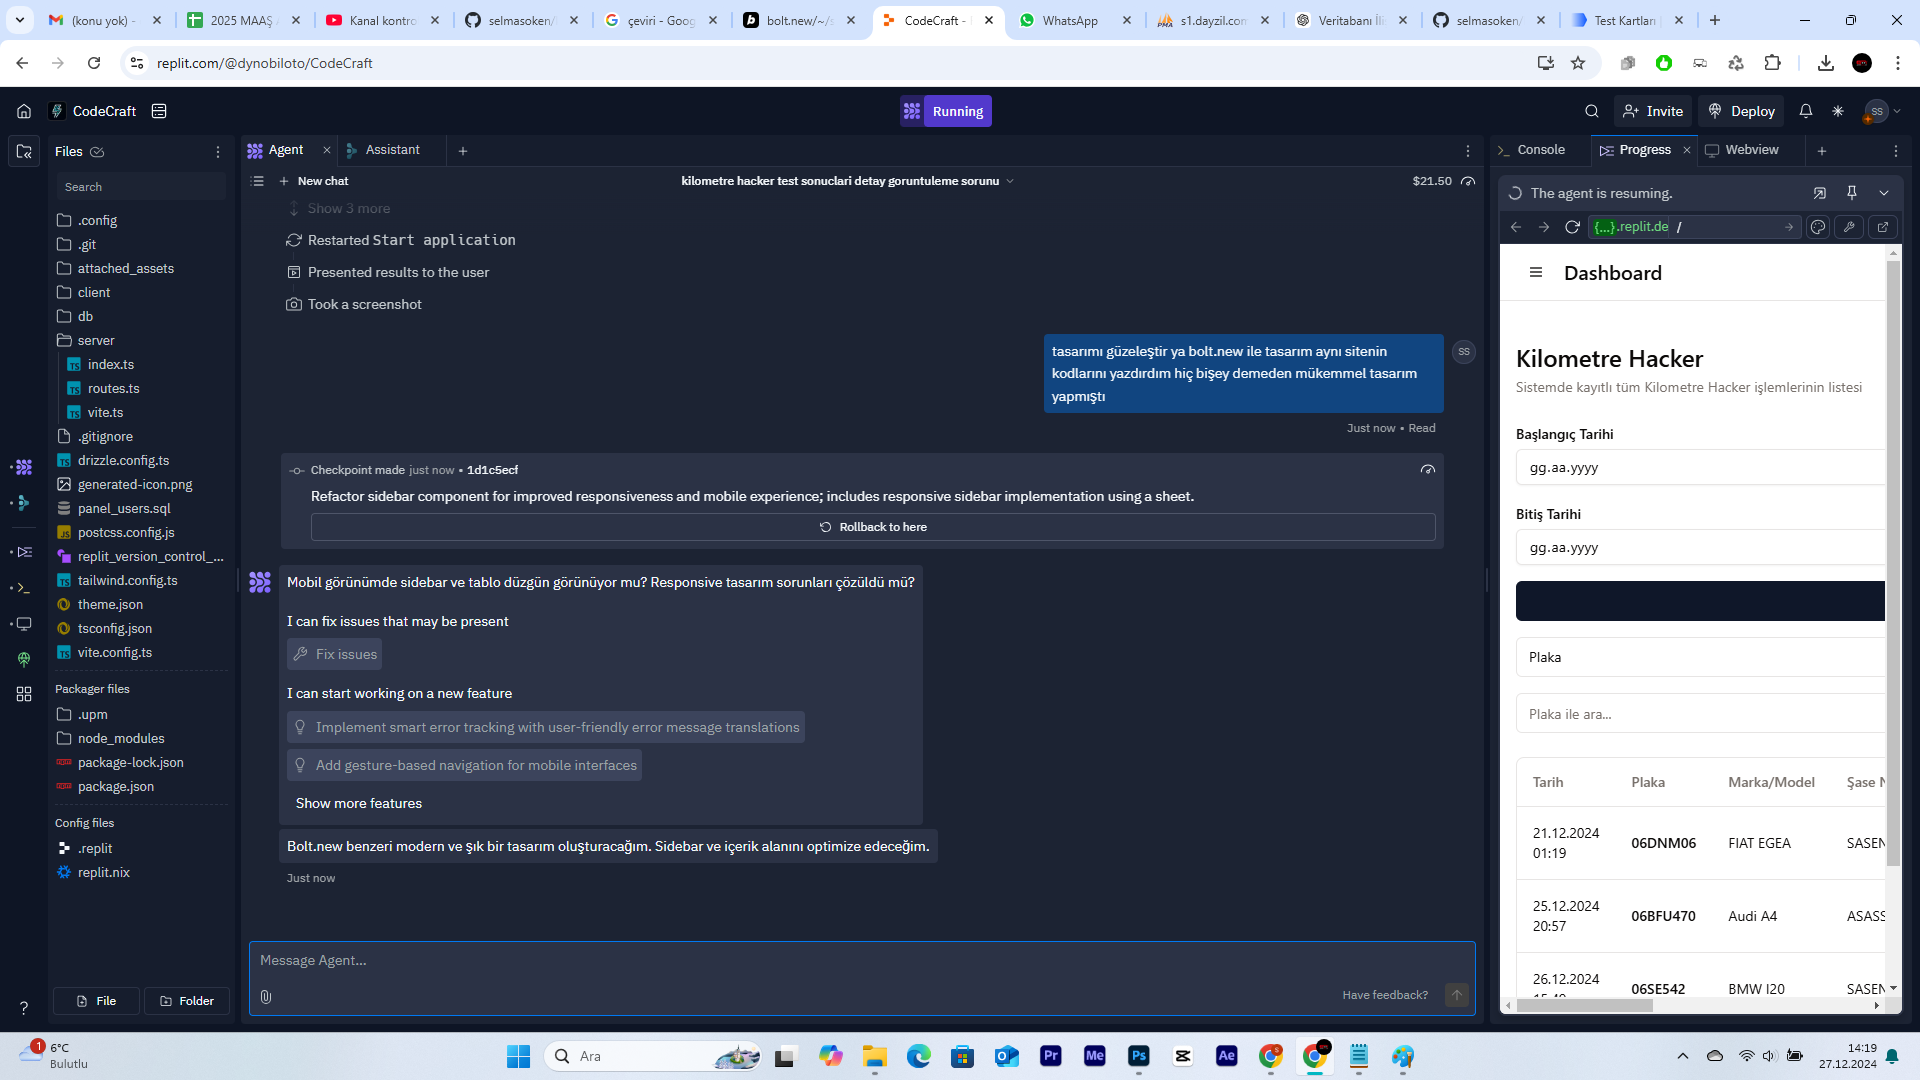 (konu yok) -
2025 MAAŞ
Kanal kontro
selmasoken/
çeviri - Goog
bolt.new/~/s
CodeCraft -
WhatsApp
s1.dayzil.com
Veritabanı İli
selmasoken/
Test Kartları
replit.com/@dynobiloto/CodeCraft
CodeCraft
Running
Invite
Deploy
SS
Files
Agent
Assistant
Console
Progress
Webview
Search
New chat
kilometre hacker test sonuclari detay goruntuleme sorunu
$21.50
The agent is resuming.
.config
.git
attached_assets
client
db
server
index.ts
routes.ts
vite.ts
.gitignore
drizzle.config.ts
generated-icon.png
panel_users.sql
postcss.config.js
replit_version_control_...
tailwind.config.ts
theme.json
tsconfig.json
vite.config.ts
Packager files
.upm
node_modules
package-lock.json
package.json
Config files
.replit
replit.nix
File
Folder
Show 3 more
Restarted Start application
Presented results to the user
Took a screenshot
tasarımı güzeleştir ya bolt.new ile tasarım aynı sitenin
kodlarını yazdırdım hiç bişey demeden mükemmel tasarım
yapmıştı
SS
Just now • Read
Checkpoint made just now • 1d1c5ecf
Refactor sidebar component for improved responsiveness and mobile experience; includes responsive sidebar implementation using a sheet.
Rollback to here
Mobil görünümde sidebar ve tablo düzgün görünüyor mu? Responsive tasarım sorunları çözüldü mü?
I can fix issues that may be present
Fix issues
I can start working on a new feature
Implement smart error tracking with user-friendly error message translations
Add gesture-based navigation for mobile interfaces
Show more features
Bolt.new benzeri modern ve şık bir tasarım oluşturacağım. Sidebar ve içerik alanını optimize edeceğim.
Just now
Message Agent...
Have feedback?
{...}.replit.de /
Dashboard
Kilometre Hacker
Sistemde kayıtlı tüm Kilometre Hacker işlemlerinin listesi
Başlangıç Tarihi
gg.aa.yyyy
Bitiş Tarihi
gg.aa.yyyy
Plaka
Plaka ile ara...
Tarih Plaka Marka/Model Şase N
21.12.2024
01:19
06DNM06 FIAT EGEA SASEN
25.12.2024
20:57
06BFU470 Audi A4 ASASS
26.12.2024
06SE542 BMW I20 SASEN
1
6°C
Bulutlu
Ara
Pr
Me
Ps
Ae
14:19
27.12.2024